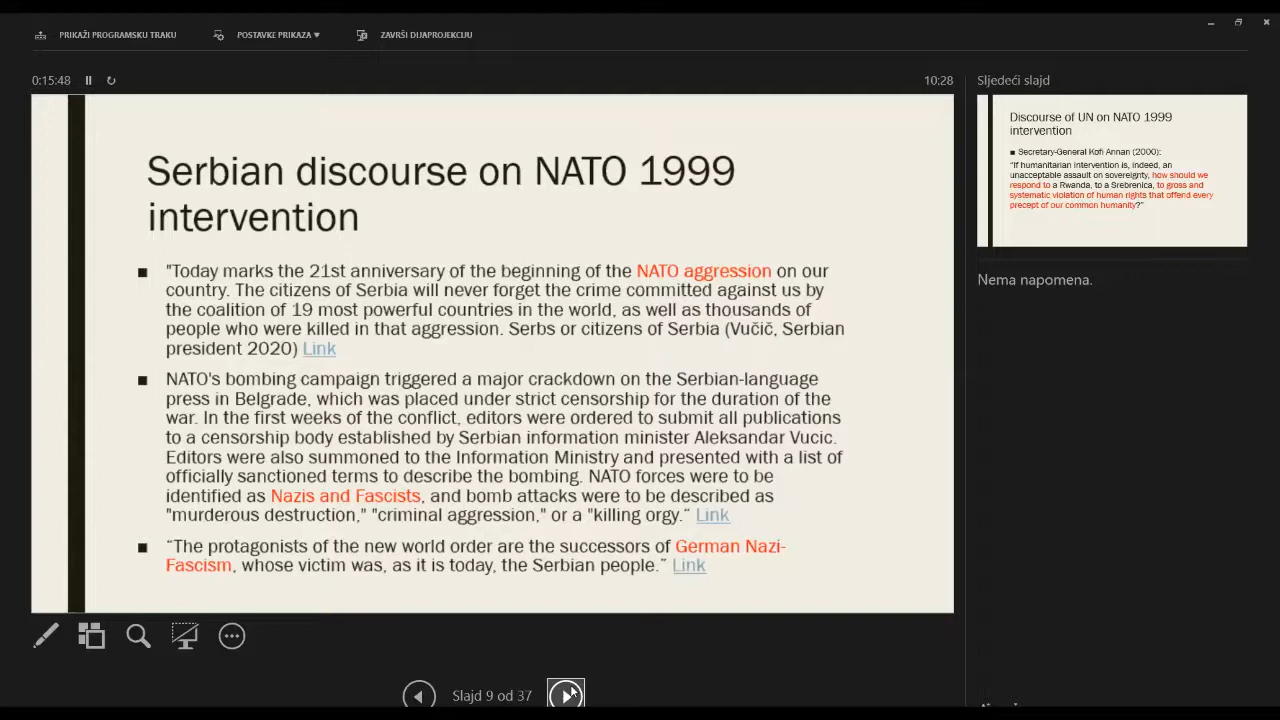 PRIKAŽI PROGRAMSKU TRAKU
POSTAVKE PRIKAZA
ZAVRŠI DIJAPROJEKCIJU
0:15:48
10:28
Serbian discourse on NATO 1999
intervention
■ "Today marks the 21st anniversary of the beginning of the NATO aggression on our
country. The citizens of Serbia will never forget the crime committed against us by
the coalition of 19 most powerful countries in the world, as well as thousands of
people who were killed in that aggression. Serbs or citizens of Serbia (Vučič, Serbian
president 2020) Link
■ NATO's bombing campaign triggered a major crackdown on the Serbian-language
press in Belgrade, which was placed under strict censorship for the duration of the
war. In the first weeks of the conflict, editors were ordered to submit all publications
to a censorship body established by Serbian information minister Aleksandar Vucic.
Editors were also summoned to the Information Ministry and presented with a list of
officially sanctioned terms to describe the bombing. NATO forces were to be
identified as Nazis and Fascists, and bomb attacks were to be described as
"murderous destruction," "criminal aggression," or a "killing orgy.“ Link
■ “The protagonists of the new world order are the successors of German Nazi-
Fascism, whose victim was, as it is today, the Serbian people.” Link
Sljedeći slajd
Discourse of UN on NATO 1999
intervention
■ Secretary-General Kofi Annan (2000):
“If humanitarian intervention is, indeed, an
unacceptable assault on sovereignty, how should we
respond to a Rwanda, to a Srebrenica, to gross and
systematic violation of human rights that offend every
precept of our common humanity?”
Nema napomena.
Slajd 9 od 37